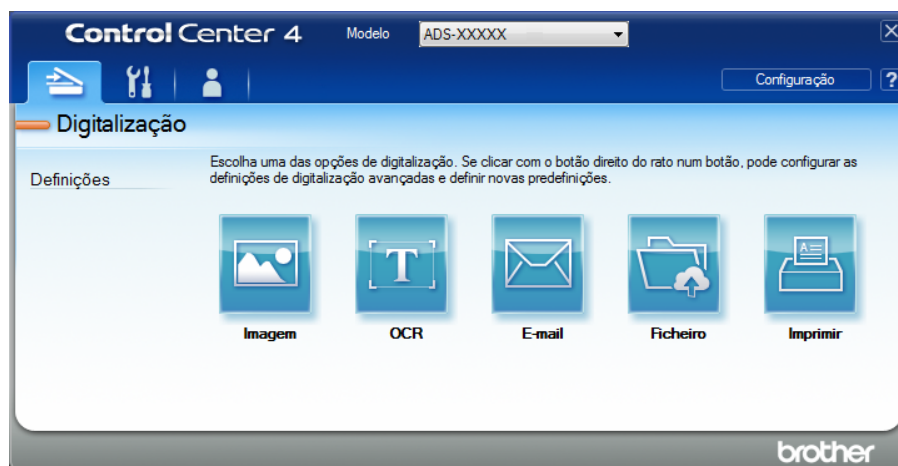 Control Center 4
Modelo
ADS-XXXXX
Configuração
?
Digitalização
Definições
Escolha uma das opções de digitalização. Se clicar com o botão direito do rato num botão, pode configurar as
definições de digitalização avançadas e definir novas predefinições.
T
A
Imagem
OCR
E-mail
Ficheiro
Imprimir
brother